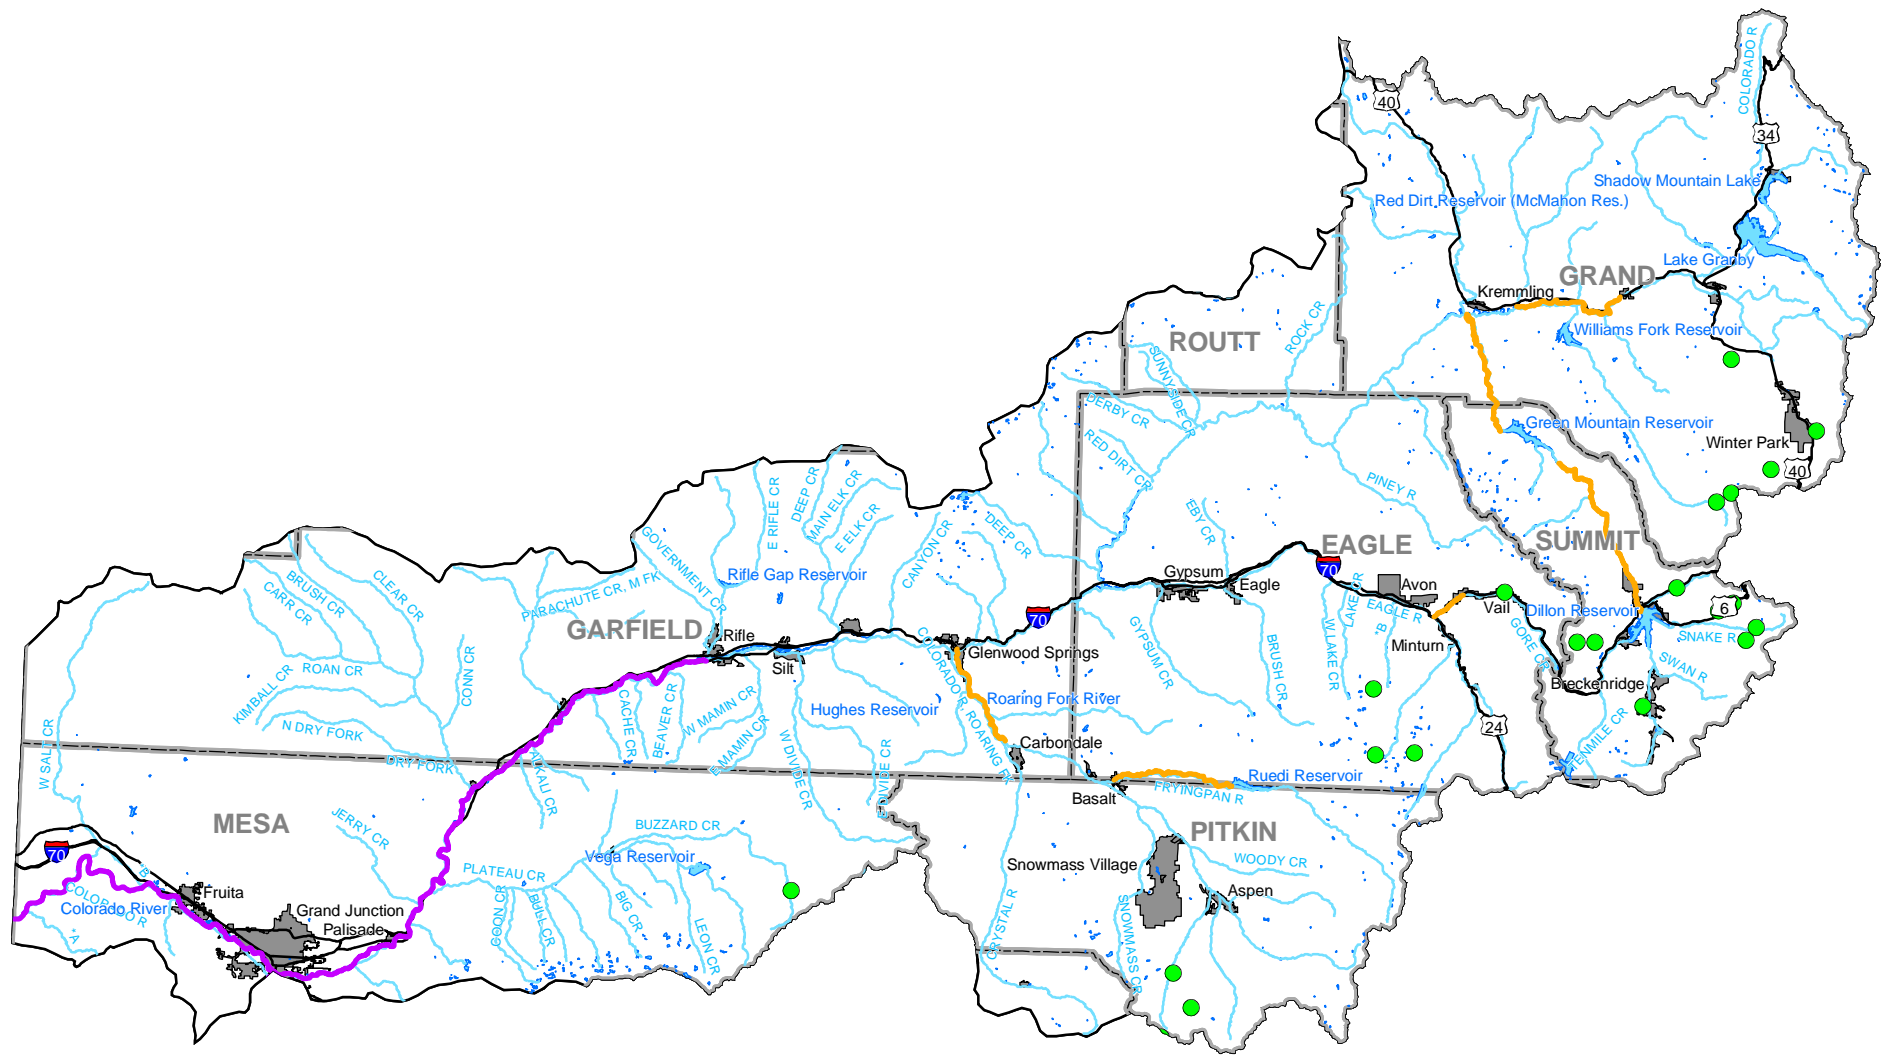 COLORADO R
40
34
Shadow Mountain Lake
Red Dirt Reservoir (McMahon Res.)
Lake Granby
GRAND
Kremmling
Williams Fork Reservoir
ROCK CR
ROUTT
SUNNYSIDE CR
DERBY CR
Green Mountain Reservoir
Winter Park
40
RED DIRT CR
PINEY R
E RIFLE CR
DEEP CR
MAIN ELK CR
E ELK CR
EBY CR
DEEP CR
CANYON CR
GOVERNMENT CR
SUMMIT
EAGLE
70
BRUSH CR
CARR CR
CLEAR CR
PARACHUTE CR, M FK
Rifle Gap Reservoir
Gypsum
Eagle
Avon
LAKE CR
EAGLE R
Vail
Dillon Reservoir
6
70
GARFIELD
Rifle
Silt
Glenwood Springs
COLORADO R
GYPSUM CR
BRUSH CR
W LAKE CR
"B"
Minturn
GORE CR
SNAKE R
SWAN R
Breckenridge
ROAN CR
KIMBALL CR
CONN CR
CACHE CR
BEAVER CR
W MAMIN CR
E MAMIN CR
Hughes Reservoir
Roaring Fork River
ROARING FK
24
TENMILE CR
N DRY FORK
DRY FORK
W SALT CR
ALKALI CR
W DIVIDE CR
E DIVIDE CR
Carbondale
Ruedi Reservoir
Basalt
FRYINGPAN R
MESA
JERRY CR
BUZZARD CR
PITKIN
70
"B"
Vega Reservoir
PLATEAU CR
Snowmass Village
WOODY CR
COLORADO R
Colorado River
Fruita
Grand Junction
Palisade
COON CR
BULL CR
BIG CR
LEON CR
CRYSTAL R
SNOWMASS CR
Aspen
"A"